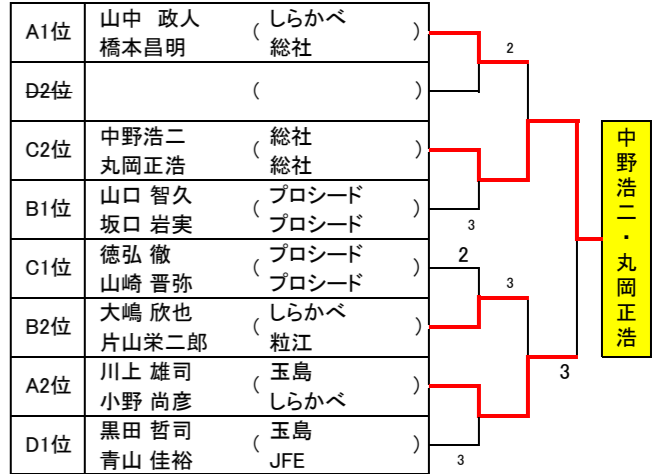 A1位 山中 政人 ( しらかべ )
橋本昌明 総社
2
D2位 ( )
C2位 中野浩二 ( 総社 )
丸岡正浩 総社
B1位 山口 智久 ( プロシード )
坂口 岩実 プロシード
3
C1位 徳弘 徹 ( プロシード )
山崎 晋弥 プロシード
2
3
B2位 大嶋 欣也 ( しらかべ )
片山栄二郎 粒江
A2位 川上 雄司 ( 玉島 )
小野 尚彦 しらかべ
3
D1位 黒田 哲司 ( 玉島 )
青山 佳裕 JFE
3
中野浩二・丸岡正浩